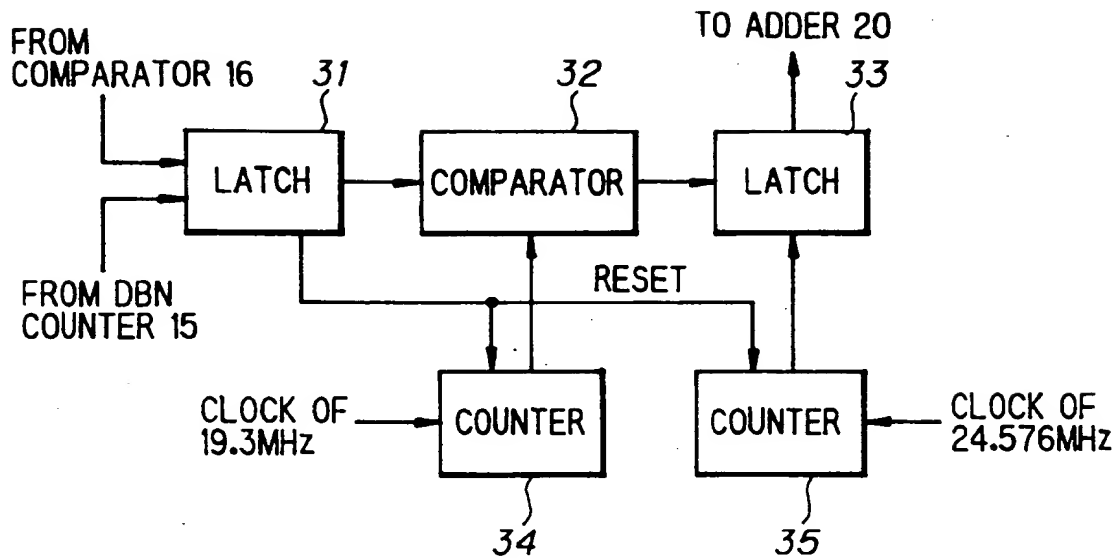 FROM
COMPARATOR 16
TO ADDER 20
31
32
33
LATCH
COMPARATOR
LATCH
FROM DBN
COUNTER 15
RESET
CLOCK OF
19.3MHz
COUNTER
COUNTER
CLOCK OF
24.576MHz
34
35